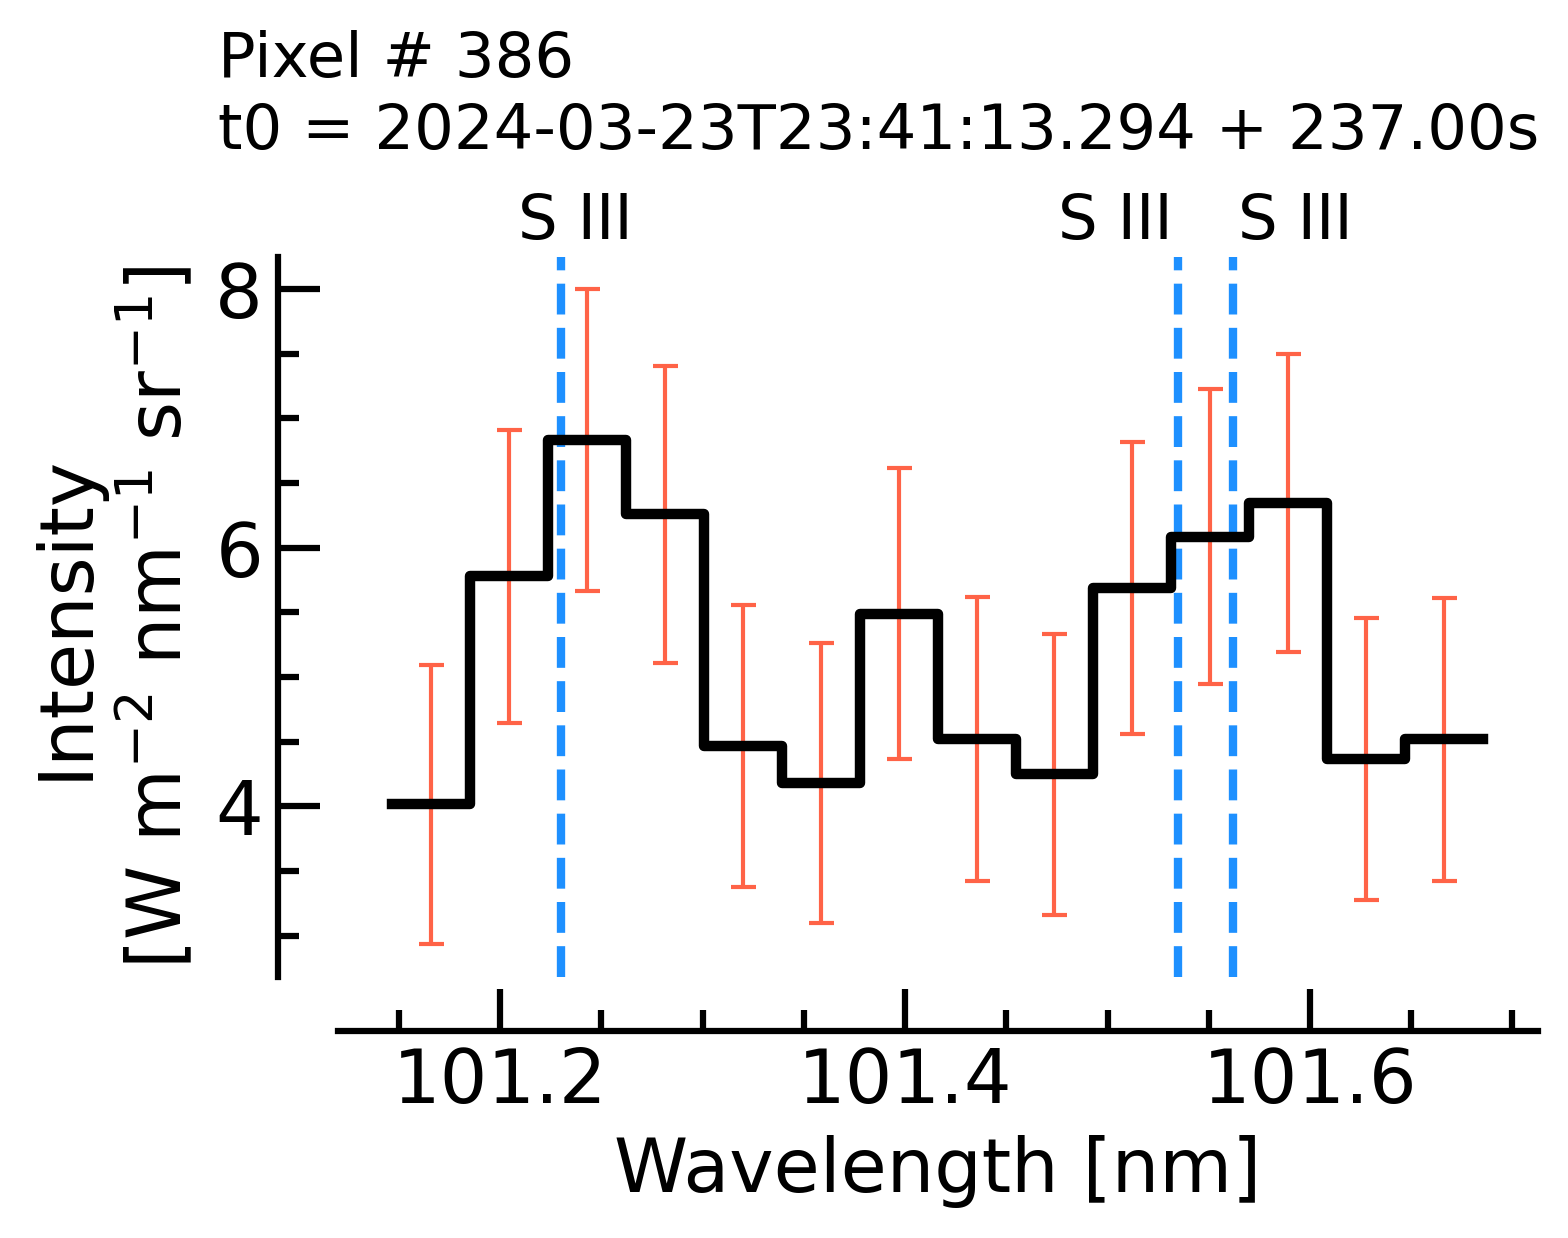 Pixel # 386
t0 = 2024-03-23T23:41:13.294 + 237.00s
S III S III S III
Intensity
[W m⁻² nm⁻¹ sr⁻¹]
8
6
4
101.2 101.4 101.6
Wavelength [nm]